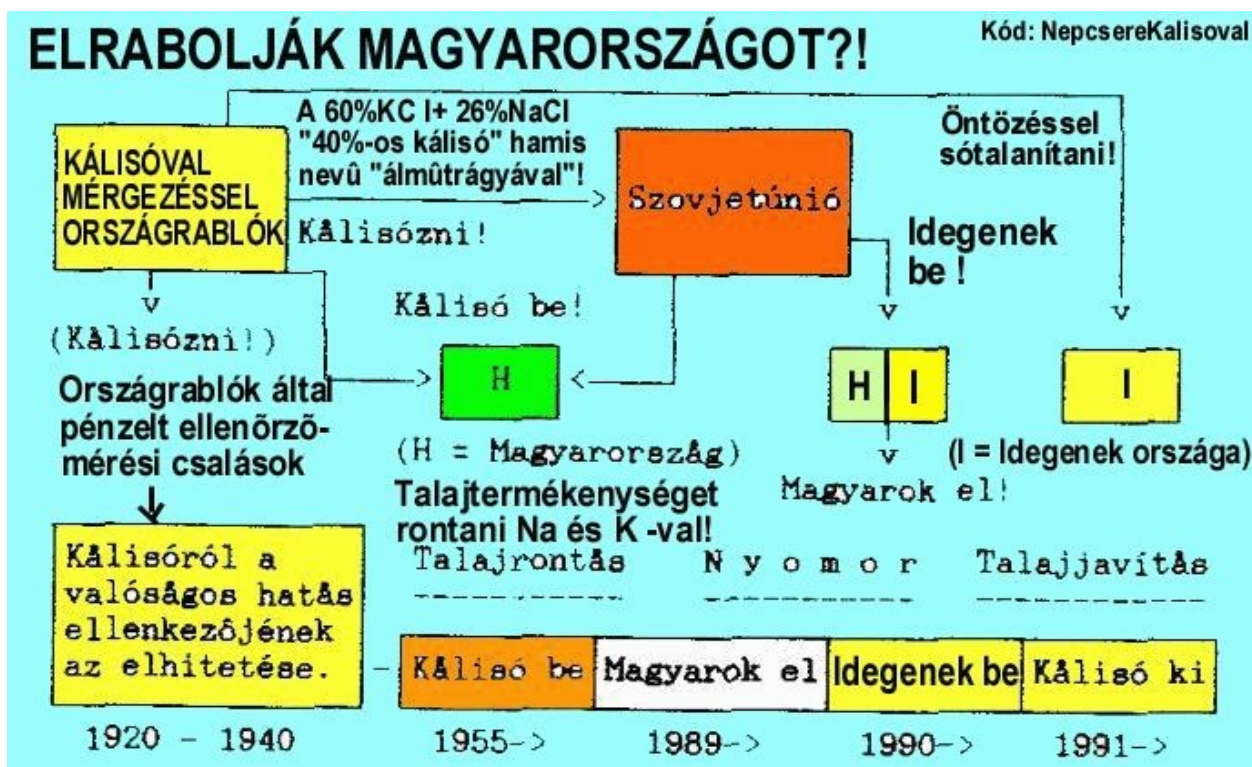 ELRABOLJÁK MAGYARORSZÁGOT?!
Kód: NepcsereKalisoval
KÁLISÓVAL
MÉRGEZÉSSEL
ORSZÁGRABLÓK
A 60%KC l+ 26%NaCl
"40%-os kálisó" hamis
nevû "álmûtrágyával"!
Kålisózni!
Szovjetúnió
Öntözéssel
sótalanítani!
Idegenek
be !
v
(Kålisózni!)
Kålisó be!
v
v
Országrablók által
pénzelt ellenõrzõ-
mérési csalások
> H <
H I
I
(H = Magyarország)
v
(I = Idegenek országa)
Magyarok el!
Talajtermékenységet
rontani Na és K -val!
Talajrontås
N y o m o r
Talajjavítås
Kålisóról a
valóságos hatås
ellenkezôjének
az elhitetése.
- Kålisó be
Magyarok el
Idegenek be
Kålisó ki
1920 - 1940
1955->
1989->
1990->
1991->